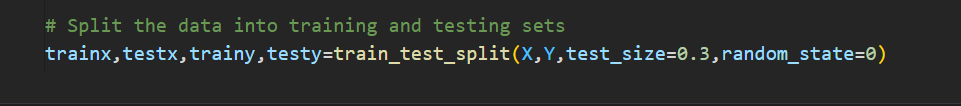 # Split the data into training and testing sets
trainx,testx,trainy,testy=train_test_split(X,Y,test_size=0.3,random_state=0)